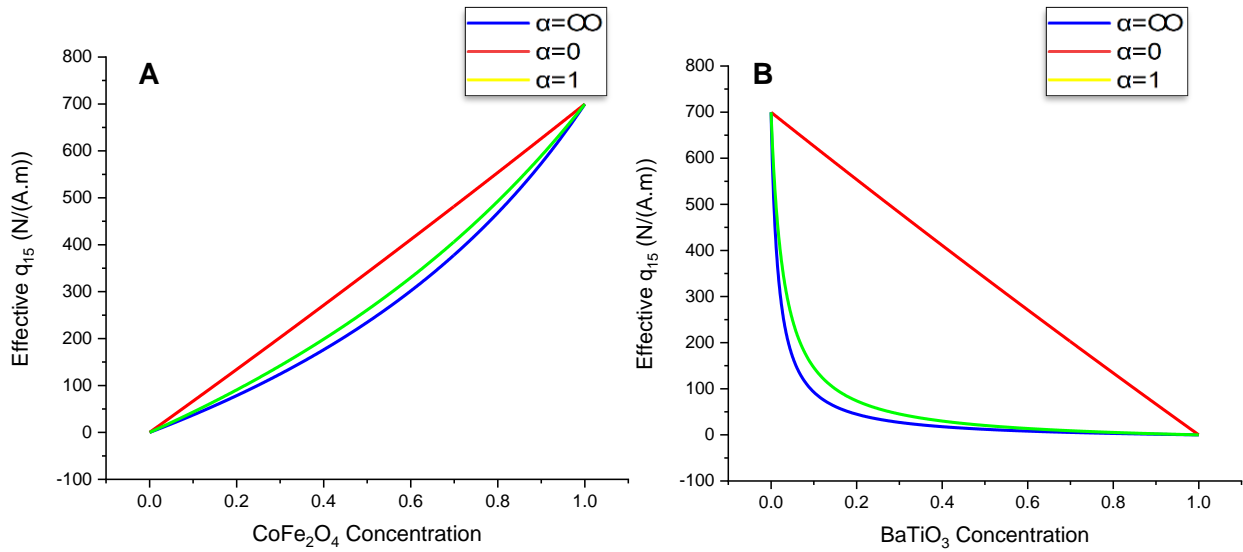 α=∞
α=0
α=1
A
800
700
600
500
400
300
200
100
0
-100
Effective q₁₅ (N/(A.m))
0.0 0.2 0.4 0.6 0.8 1.0
CoFe₂O₄ Concentration
α=∞
α=0
α=1
B
800
700
600
500
400
300
200
100
0
-100
Effective q₁₅ (N/(A.m))
0.0 0.2 0.4 0.6 0.8 1.0
BaTiO₃ Concentration